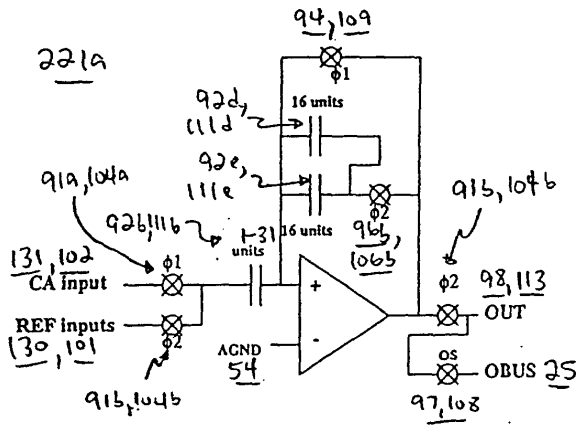 94, 109
221a
φ1
92d,
111d
16 units
92e,
111e
91a, 104a
91b, 104b
92b, 111b
1-31
units
16 units
φ2
96b,
106b
131, 102
φ1
φ2
98, 113
CA input
+
OUT
REF inputs
130, 101
φ2
AGND
-
54
os
OBUS 25
91b, 104b
97, 108